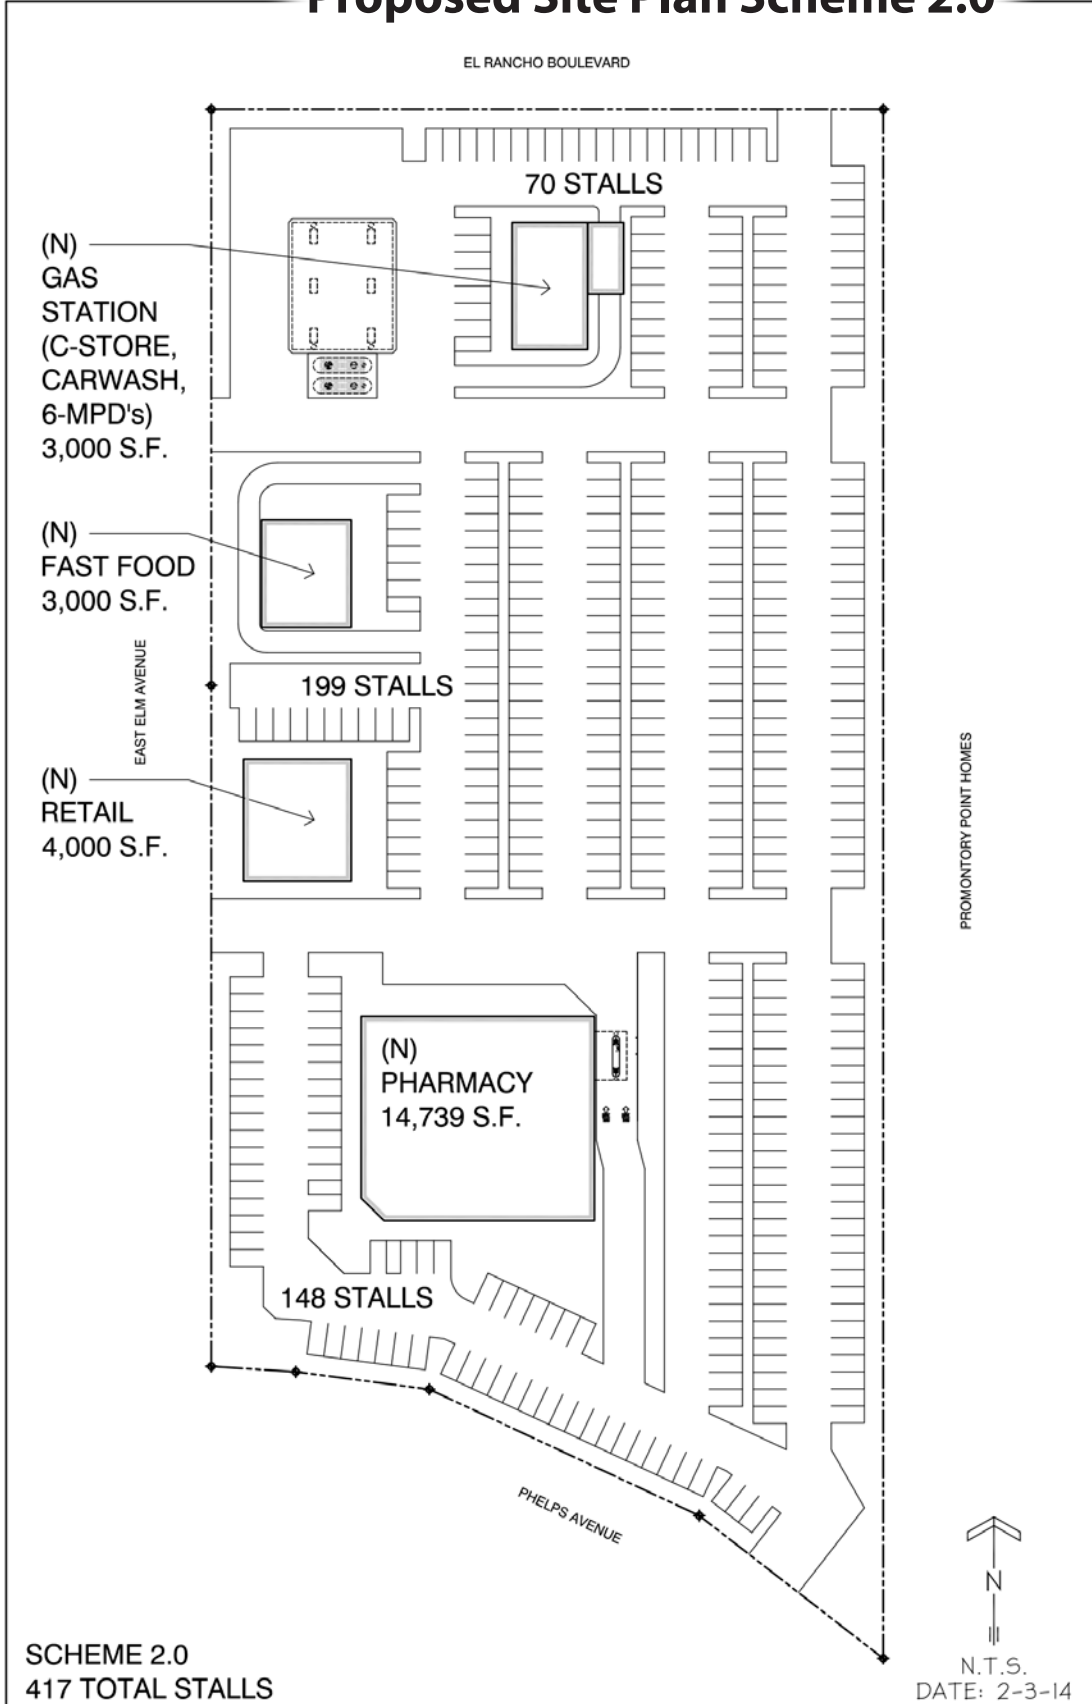 Proposed Site Plan Scheme 2.0
EL RANCHO BOULEVARD
70 STALLS
(N)
GAS
STATION
(C-STORE,
CARWASH,
6-MPD's)
3,000 S.F.
(N)
FAST FOOD
3,000 S.F.
199 STALLS
EAST ELM AVENUE
(N)
RETAIL
4,000 S.F.
PROMONTORY POINT HOMES
(N)
PHARMACY
14,739 S.F.
148 STALLS
PHELPS AVENUE
N
N.T.S.
DATE: 2-3-14
SCHEME 2.0
417 TOTAL STALLS